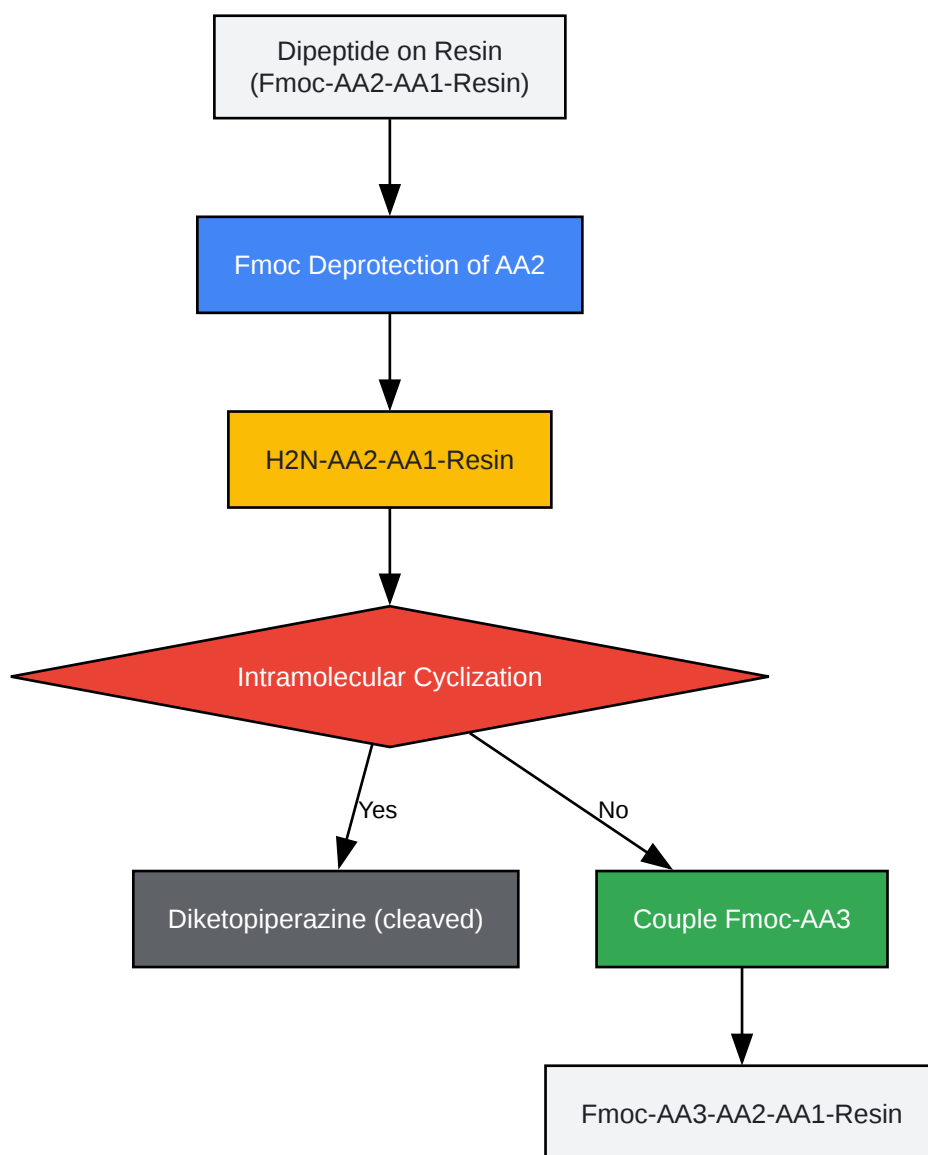 Dipeptide on Resin
(Fmoc-AA2-AA1-Resin)
Fmoc Deprotection of AA2
H2N-AA2-AA1-Resin
Intramolecular Cyclization
Yes
No
Diketopiperazine (cleaved)
Couple Fmoc-AA3
Fmoc-AA3-AA2-AA1-Resin